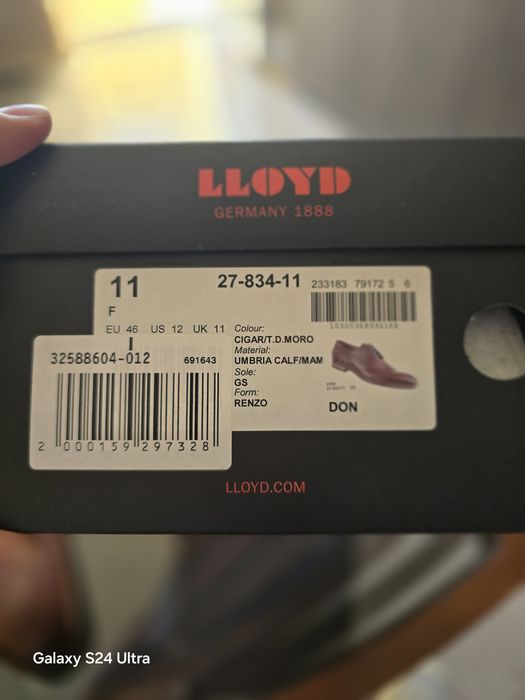 LLOYD
GERMANY 1888
11
27-834-11
233183 79172 5 6
F
10300368992168
EU 46 US 12 UK 11
Colour:
CIGAR/T.D.MORO
Material:
UMBRIA CALF/MAM
Sole:
GS
Form:
RENZO
DON
32588604-012
691643
2 000159 297328
LLOYD.COM
Galaxy S24 Ultra